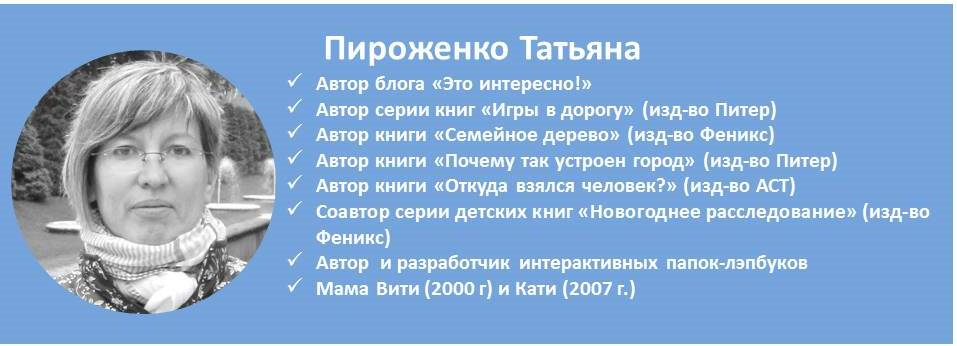 Пироженко Татьяна
✓ Автор блога «Это интересно!»
✓ Автор серии книг «Игры в дорогу» (изд-во Питер)
✓ Автор книги «Семейное дерево» (изд-во Феникс)
✓ Автор книги «Почему так устроен город» (изд-во Питер)
✓ Автор книги «Откуда взялся человек?» (изд-во АСТ)
✓ Соавтор серии детских книг «Новогоднее расследование» (изд-во
Феникс)
✓ Автор и разработчик интерактивных папок-лэпбуков
✓ Мама Вити (2000 г) и Кати (2007 г.)